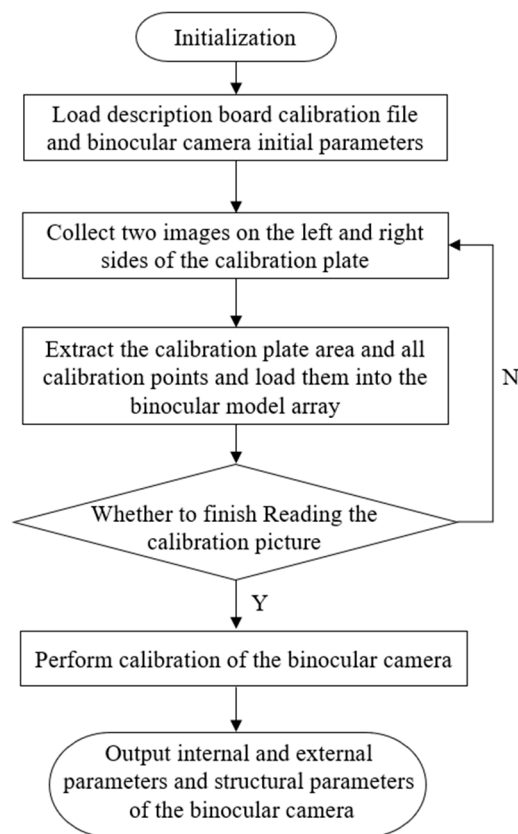 Initialization
Load description board calibration file
and binocular camera initial parameters
Collect two images on the left and right
sides of the calibration plate
Extract the calibration plate area and all
calibration points and load them into the
binocular model array
N
Whether to finish Reading the
calibration picture
Y
Perform calibration of the binocular camera
Output internal and external
parameters and structural parameters
of the binocular camera